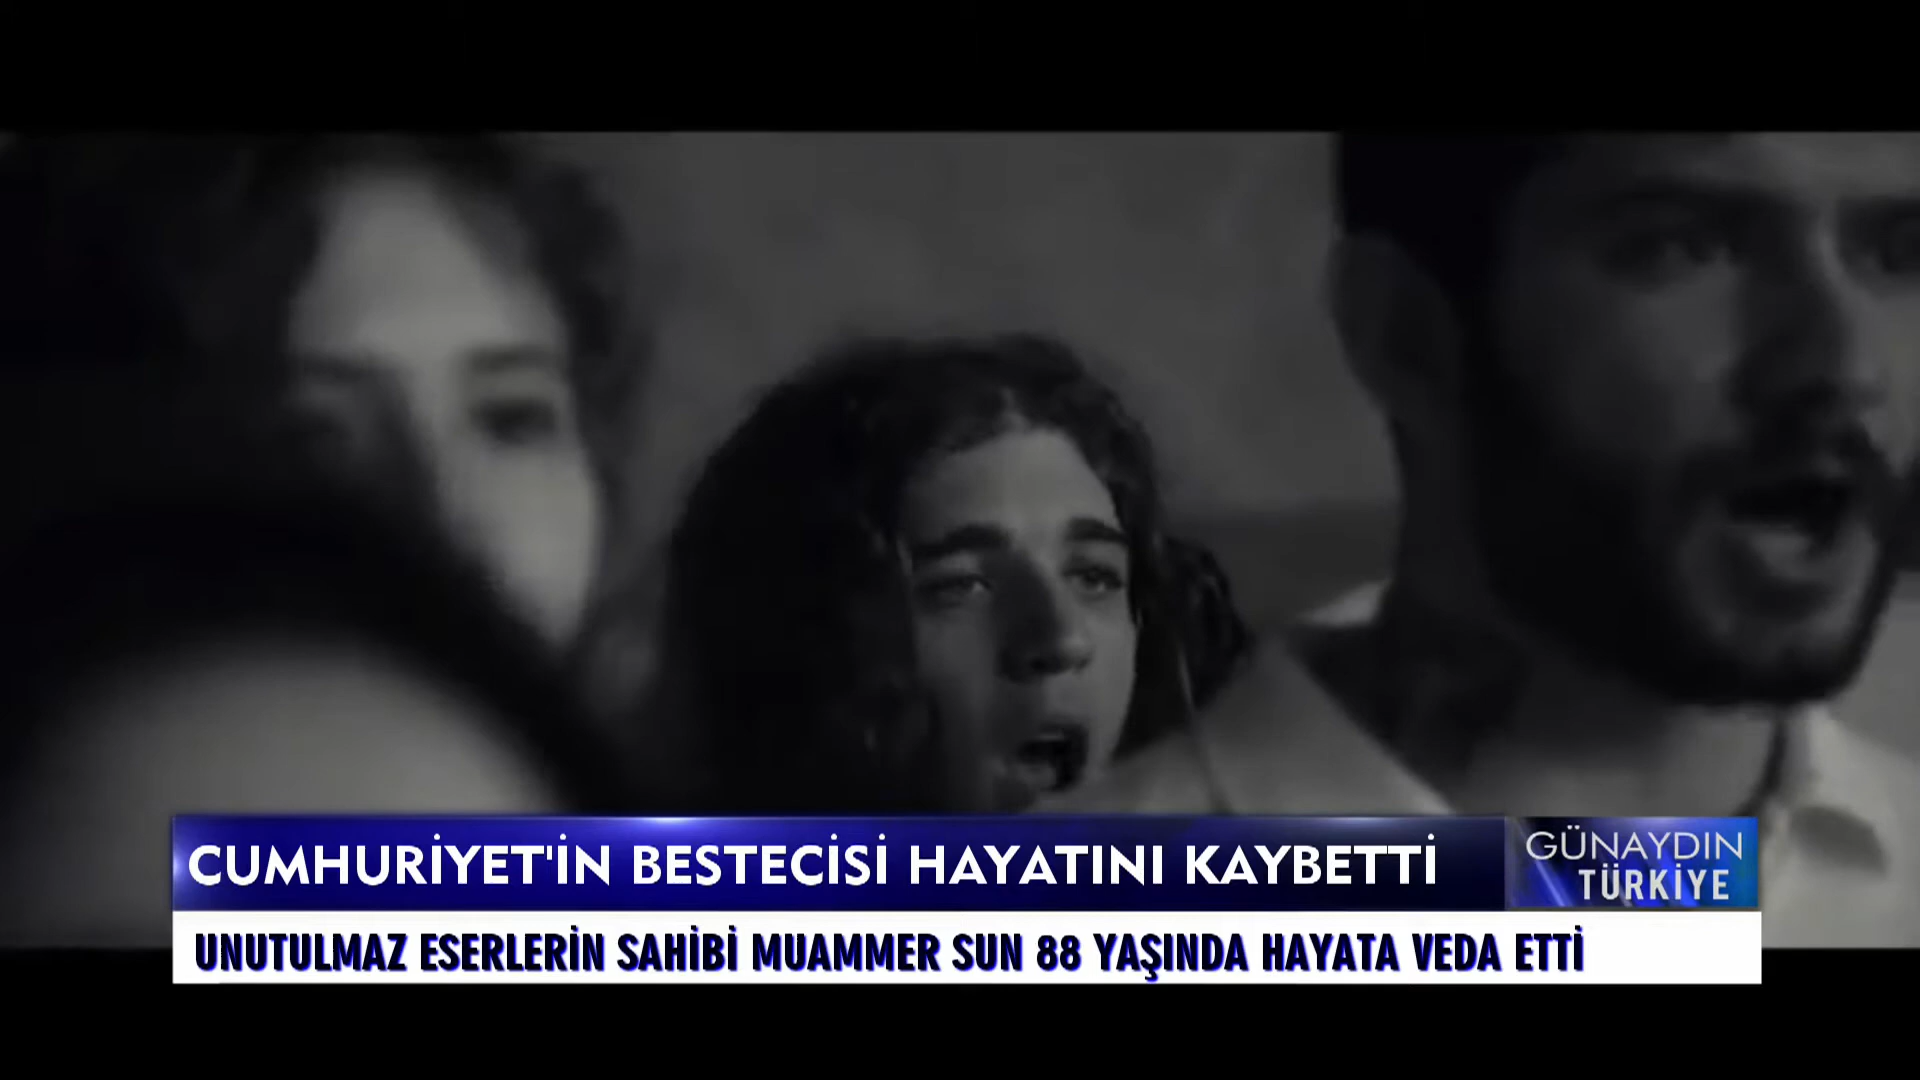 CUMHURİYET'İN BESTECİSİ HAYATINI KAYBETTİ
GÜNAYDIN
TÜRKİYE
UNUTULMAZ ESERLERİN SAHİBİ MUAMMER SUN 88 YAŞINDA HAYATA VEDA ETTİ